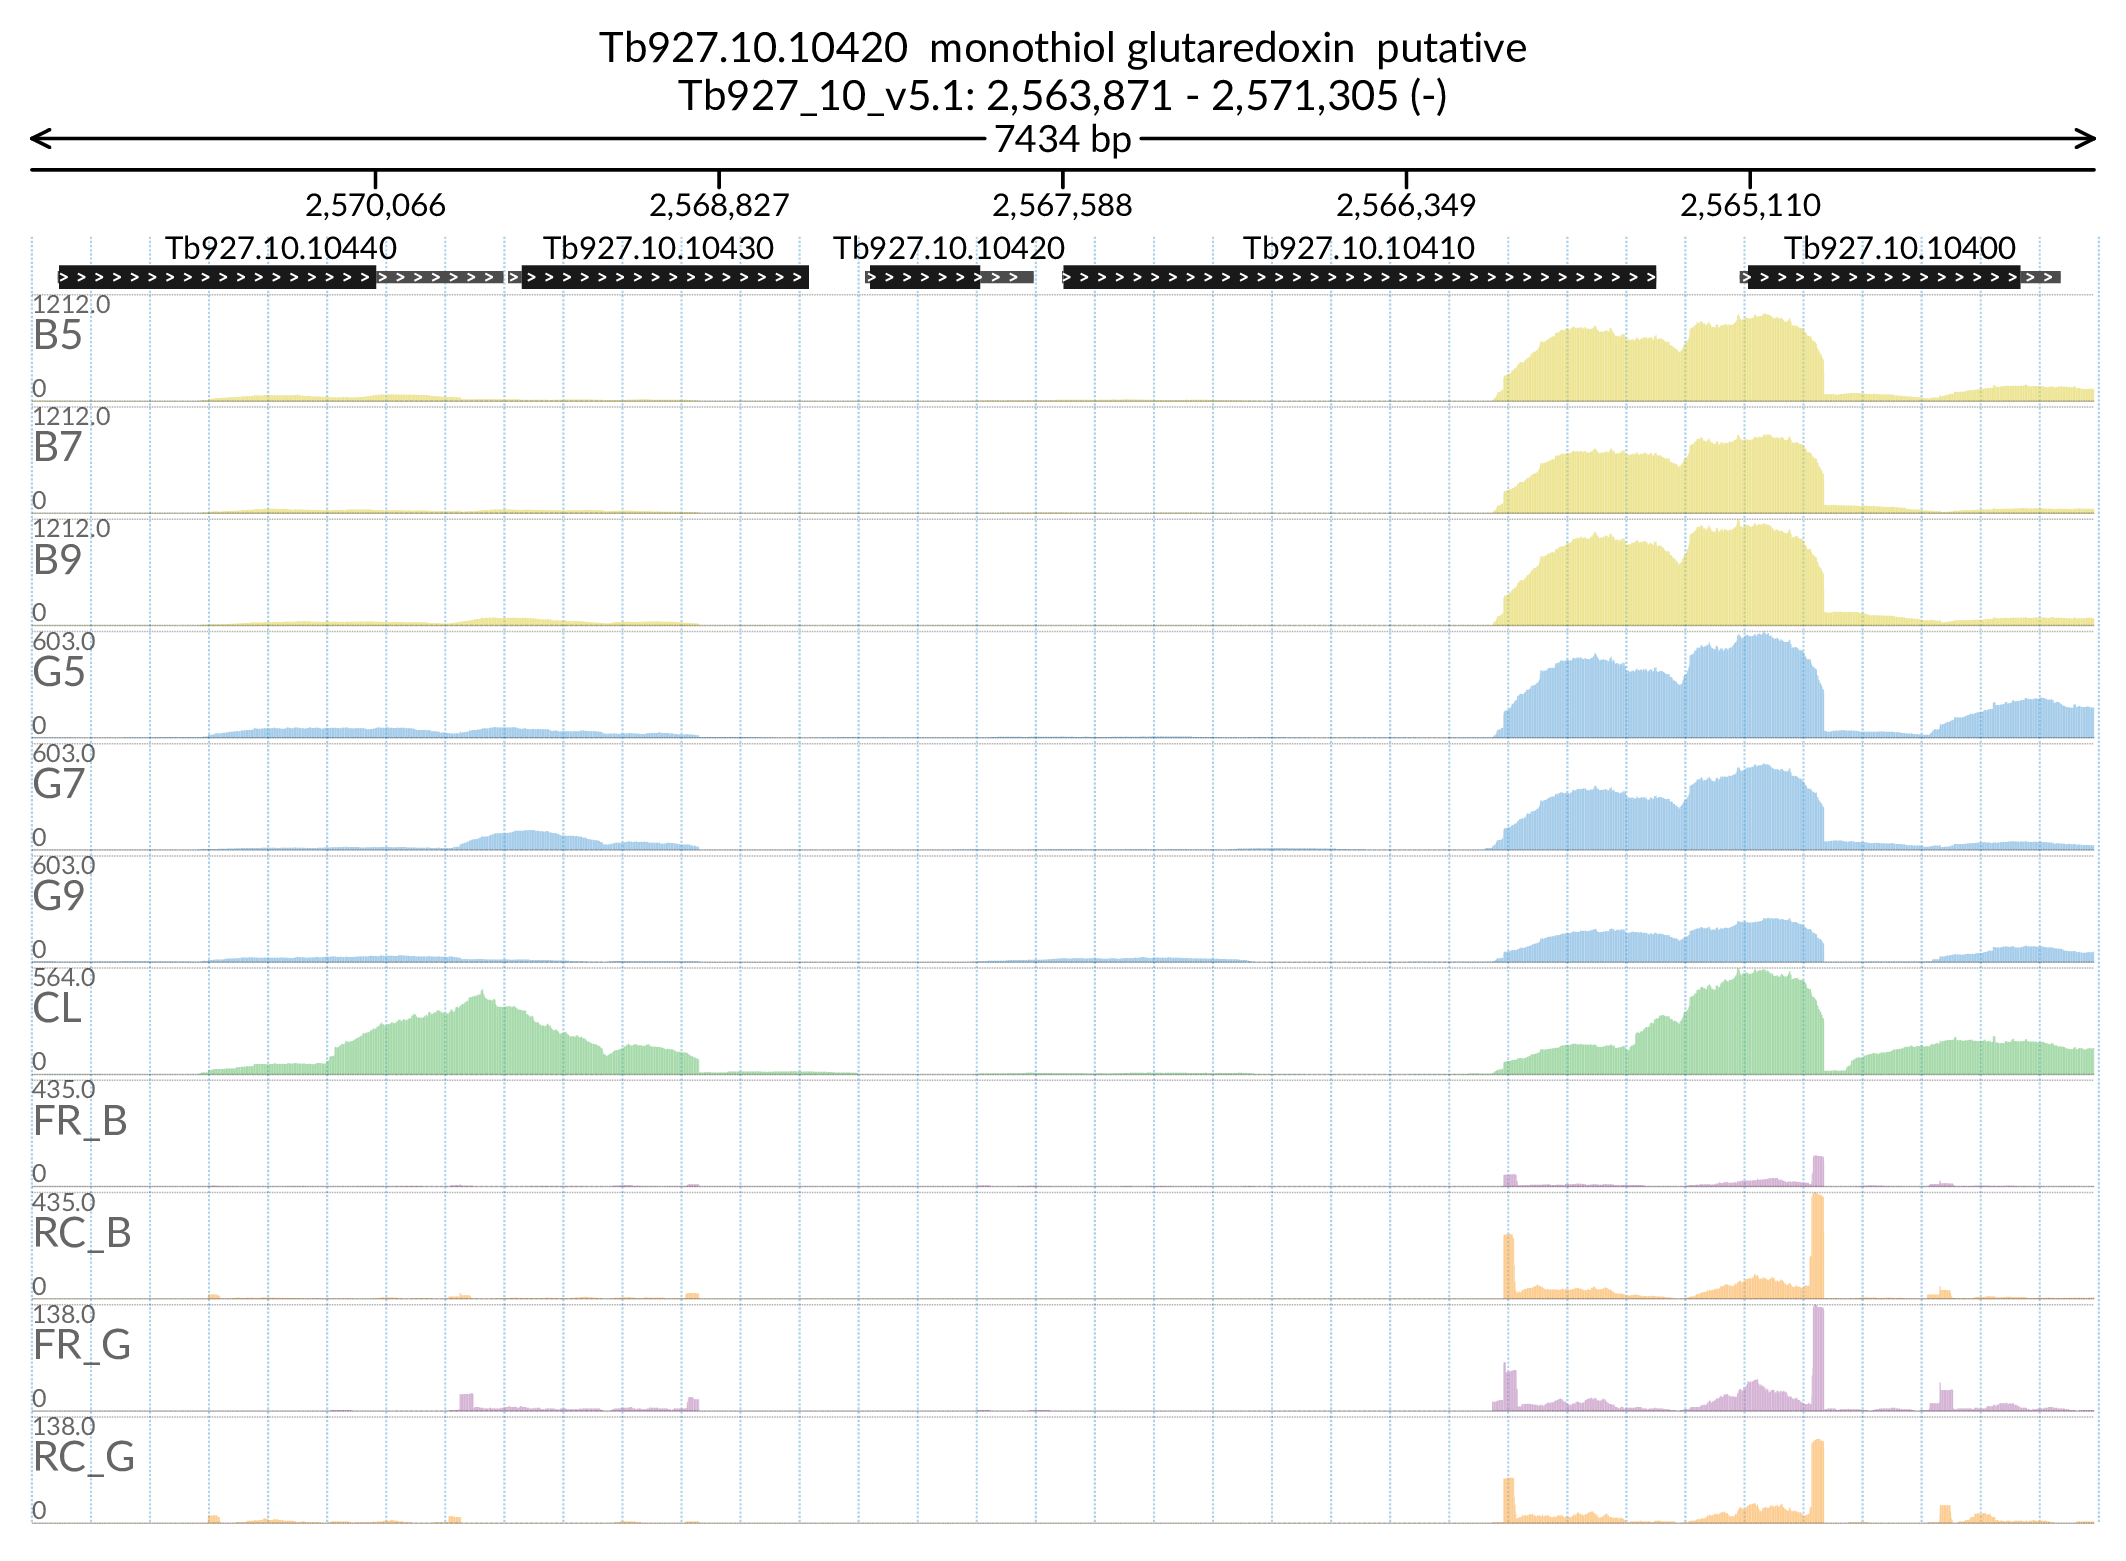 Tb927.10.10420 monothiol glutaredoxin putative
Tb927_10_v5.1: 2,563,871 - 2,571,305 (-)
7434 bp
2,570,066 2,568,827 2,567,588 2,566,349 2,565,110
Tb927.10.10440 Tb927.10.10430 Tb927.10.10420 Tb927.10.10410 Tb927.10.10400
1212.0
B5
0
1212.0
B7
0
1212.0
B9
0
603.0
G5
0
603.0
G7
0
603.0
G9
0
564.0
CL
0
435.0
FR_B
0
435.0
RC_B
0
138.0
FR_G
0
138.0
RC_G
0